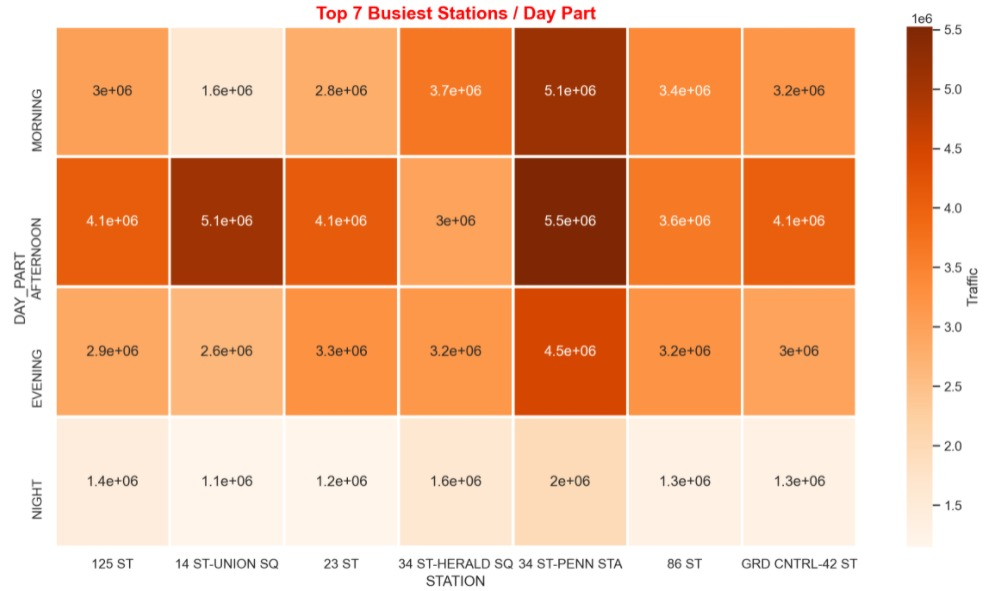 Top 7 Busiest Stations / Day Part
1e6
MORNING 3e+06 1.6e+06 2.8e+06 3.7e+06 5.1e+06 3.4e+06 3.2e+06
AFTERNOON 4.1e+06 5.1e+06 4.1e+06 3e+06 5.5e+06 3.6e+06 4.1e+06
EVENING 2.9e+06 2.6e+06 3.3e+06 3.2e+06 4.5e+06 3.2e+06 3e+06
NIGHT 1.4e+06 1.1e+06 1.2e+06 1.6e+06 2e+06 1.3e+06 1.3e+06
DAY_PART
125 ST 14 ST-UNION SQ 23 ST 34 ST-HERALD SQ 34 ST-PENN STA 86 ST GRD CNTRL-42 ST
STATION
5.5
5.0
4.5
4.0
3.5
3.0
2.5
2.0
1.5
Traffic